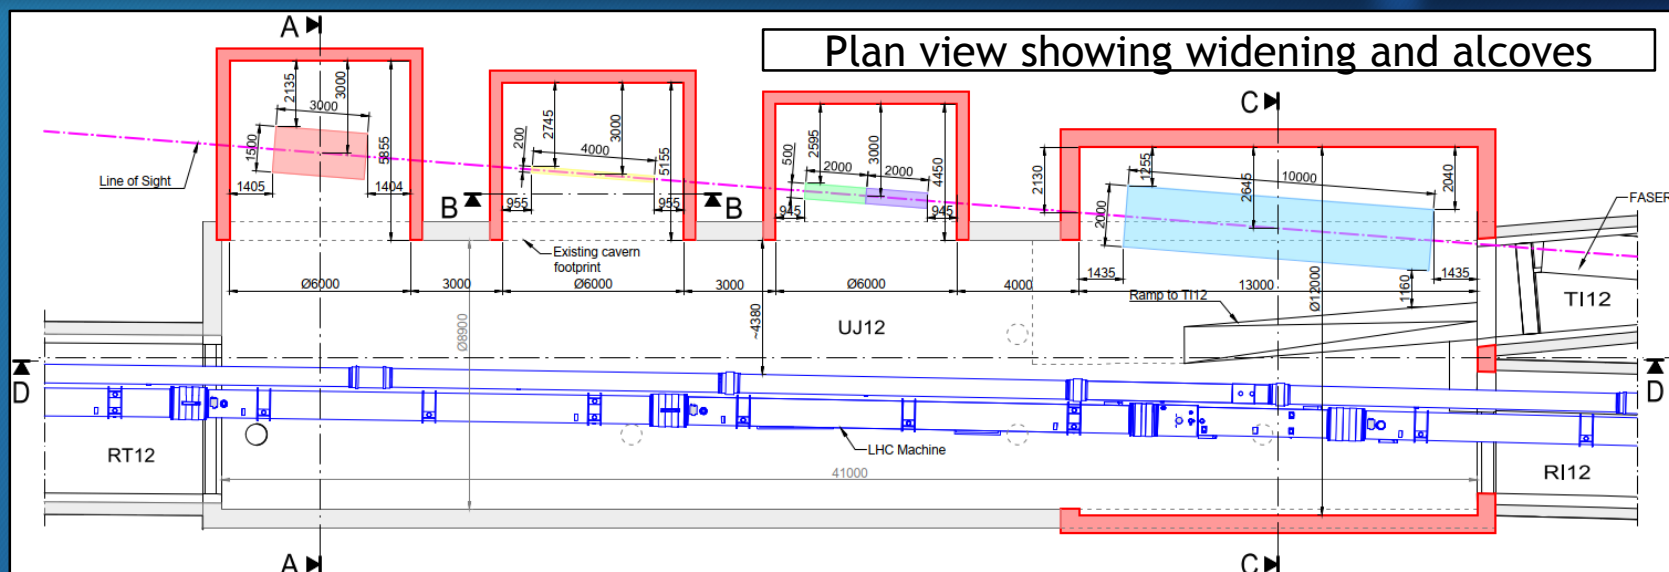 Plan view showing widening and alcoves
A
2135
3000
3000
1500
5855
1405
1404
Line of Sight
200
2745
3000
4000
5155
955
955
B
B
500
2595
3000
2000
2000
4450
945
945
C
2130
1255
2645
10000
2040
2000
1435
1435
1160
FASER
Existing cavern
footprint
Ø6000
3000
Ø6000
3000
Ø6000
4000
13000
Ø12000
Ramp to TI12
TI12
Ø8900
~4380
UJ12
D
D
LHC Machine
RT12
41000
RI12
A
C